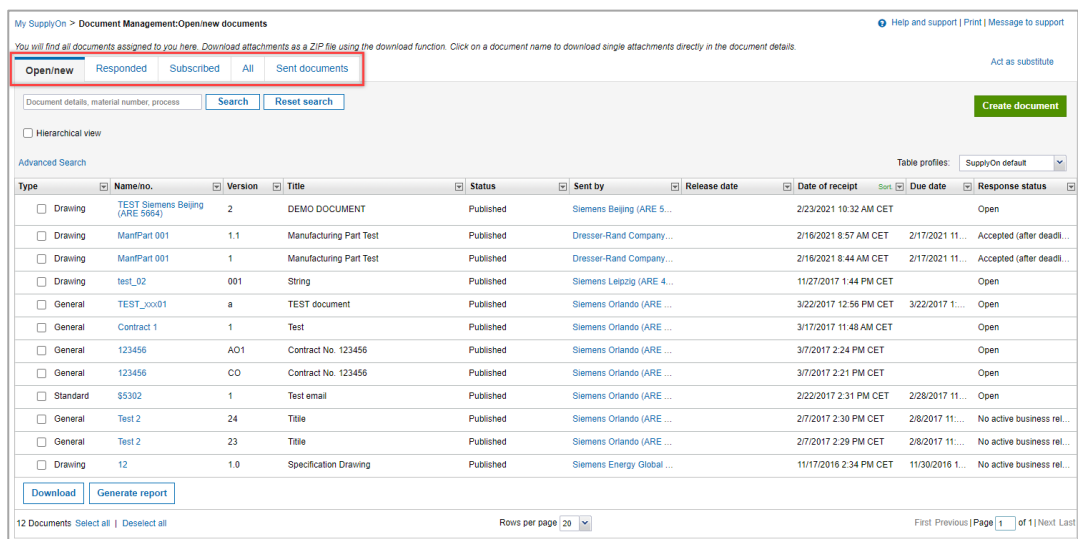 My SupplyOn > Document Management:Open/new documents
Help and support | Print | Message to support
You will find all documents assigned to you here. Download attachments as a ZIP file using the download function. Click on a document name to download single attachments directly in the document details.
Open/new Responded Subscribed All Sent documents Act as substitute
Document details, material number, process Search Reset search Create document
Hierarchical view
Advanced Search Table profiles: SupplyOn default
Type Name/no. Version Title Status Sent by Release date Date of receipt Sort. Due date Response status
Drawing TEST Siemens Beijing (ARE 5664) 2 DEMO DOCUMENT Published Siemens Beijing (ARE 5... 2/23/2021 10:32 AM CET Open
Drawing ManfPart 001 1.1 Manufacturing Part Test Published Dresser-Rand Company... 2/16/2021 8:57 AM CET 2/17/2021 11... Accepted (after deadli...
Drawing ManfPart 001 1 Manufacturing Part Test Published Dresser-Rand Company... 2/16/2021 8:44 AM CET 2/17/2021 11... Accepted (after deadli...
Drawing test_02 001 String Published Siemens Leipzig (ARE 4... 11/27/2017 1:44 PM CET Open
General TEST_xxx01 a TEST document Published Siemens Orlando (ARE ... 3/22/2017 12:56 PM CET 3/22/2017 1:... Open
General Contract 1 1 Test Published Siemens Orlando (ARE ... 3/17/2017 11:48 AM CET Open
General 123456 AO1 Contract No. 123456 Published Siemens Orlando (ARE ... 3/7/2017 2:24 PM CET Open
General 123456 CO Contract No. 123456 Published Siemens Orlando (ARE ... 3/7/2017 2:21 PM CET Open
Standard $5302 1 Test email Published Siemens Orlando (ARE ... 2/22/2017 2:31 PM CET 2/28/2017 11... Open
General Test 2 24 Titile Published Siemens Orlando (ARE ... 2/7/2017 2:30 PM CET 2/8/2017 11:... No active business rel...
General Test 2 23 Titile Published Siemens Orlando (ARE ... 2/7/2017 2:29 PM CET 2/8/2017 11:... No active business rel...
Drawing 12 1.0 Specification Drawing Published Siemens Energy Global ... 11/17/2016 2:34 PM CET 11/30/2016 1... No active business rel...
Download Generate report
12 Documents Select all | Deselect all Rows per page 20 First Previous | Page 1 of 1 | Next Last